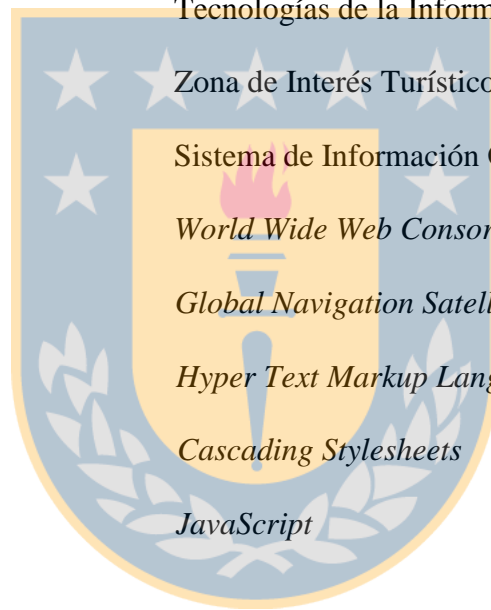 Tecnologías de la Inform
Zona de Interés Turístico
Sistema de Información
World Wide Web Consor
Global Navigation Satell
Hyper Text Markup Lang
Cascading Stylesheets
JavaScript